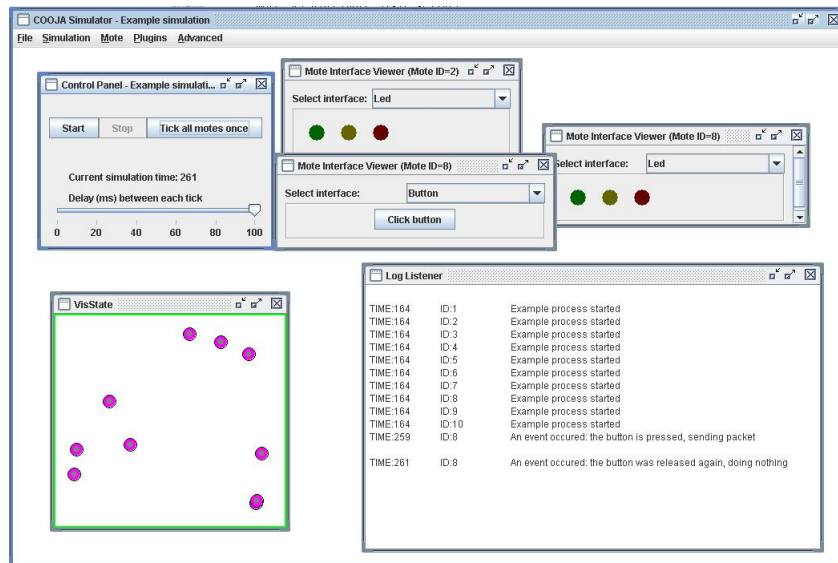 COOJA Simulator - Example simulation
File Simulation Mote Plugins Advanced
Control Panel - Example simulati...
Start Stop Tick all motes once
Current simulation time: 261
Delay (ms) between each tick
0 20 40 60 80 100
Mote Interface Viewer (Mote ID=2)
Select interface: Led
Mote Interface Viewer (Mote ID=8)
Select interface: Button
Click button
Mote Interface Viewer (Mote ID=8)
Select interface: Led
VisState
Log Listener
TIME:164 ID:1 Example process started
TIME:164 ID:2 Example process started
TIME:164 ID:3 Example process started
TIME:164 ID:4 Example process started
TIME:164 ID:5 Example process started
TIME:164 ID:6 Example process started
TIME:164 ID:7 Example process started
TIME:164 ID:8 Example process started
TIME:164 ID:9 Example process started
TIME:164 ID:10 Example process started
TIME:259 ID:8 An event occured: the button is pressed, sending packet
TIME:261 ID:8 An event occured: the button was released again, doing nothing